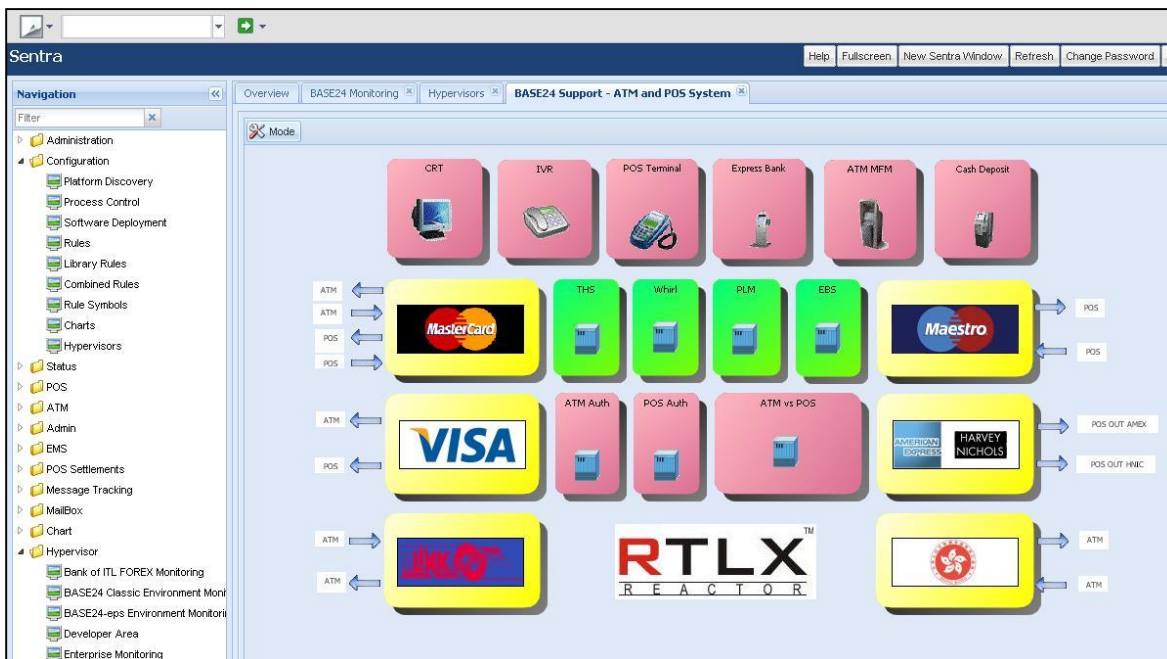 Sentra
Help Fullscreen New Sentra Window Refresh Change Password
Navigation
Filter
Administration
Configuration
Platform Discovery
Process Control
Software Deployment
Rules
Library Rules
Combined Rules
Rule Symbols
Charts
Hypervisors
Status
POS
ATM
Admin
EMS
POS Settlements
Message Tracking
MailBox
Chart
Hypervisor
Bank of ITL FOREX Monitoring
BASE24 Classic Environment Moni
BASE24-eps Environment Monitori
Developer Area
Enterprise Monitoring
Overview BASE24 Monitoring Hypervisors BASE24 Support - ATM and POS System
Mode
CRT IVR POS Terminal Express Bank ATM MFM Cash Deposit
ATM
ATM
POS
POS
MasterCard
THS Whirl PLM EBS
Maestro
POS
POS
ATM
POS
VISA
ATM Auth POS Auth ATM vs POS
AMERICAN EXPRESS
HARVEY NICHOLS
POS OUT AMEX
POS OUT HNIC
ATM
ATM
LINK
RTLX TM
REACTOR
ATM
ATM